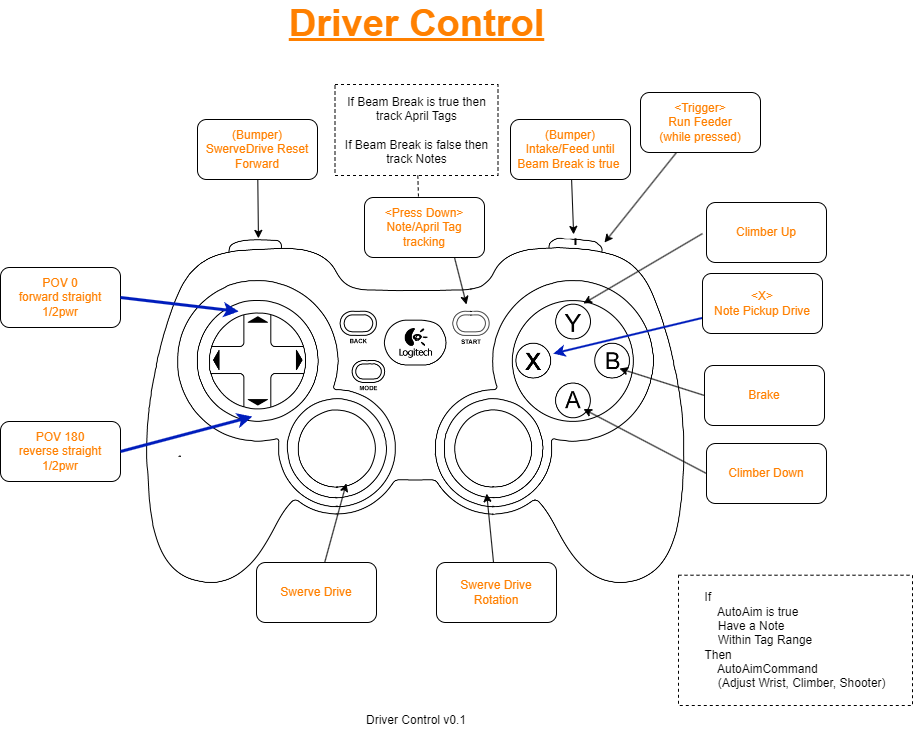 Driver Control
If Beam Break is true then
track April Tags
If Beam Break is false then
track Notes
<Trigger>
Run Feeder
(while pressed)
(Bumper)
SwerveDrive Reset
Forward
(Bumper)
Intake/Feed until
Beam Break is true
<Press Down>
Note/April Tag
tracking
Climber Up
POV 0
forward straight
1/2pwr
<X>
Note Pickup Drive
BACK
Logitech
START
MODE
Y
X
B
A
Brake
POV 180
reverse straight
1/2pwr
Climber Down
Swerve Drive
Swerve Drive
Rotation
If
AutoAim is true
Have a Note
Within Tag Range
Then
AutoAimCommand
(Adjust Wrist, Climber, Shooter)
Driver Control v0.1